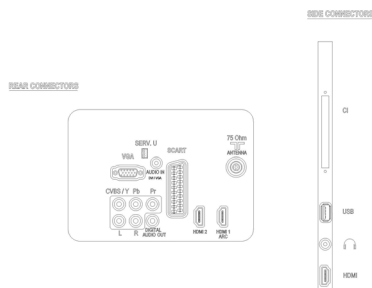 SIDE CONNECTORS
REAR CONNECTORS
CI
75 Ohm
ANTENNA
SERV. U
SCART
VGA
AUDIO IN
CVBS / Y Pb Pr
L R DIGITAL
AUDIO OUT
HDMI 2 HDMI 1
ARC
USB
HDMI